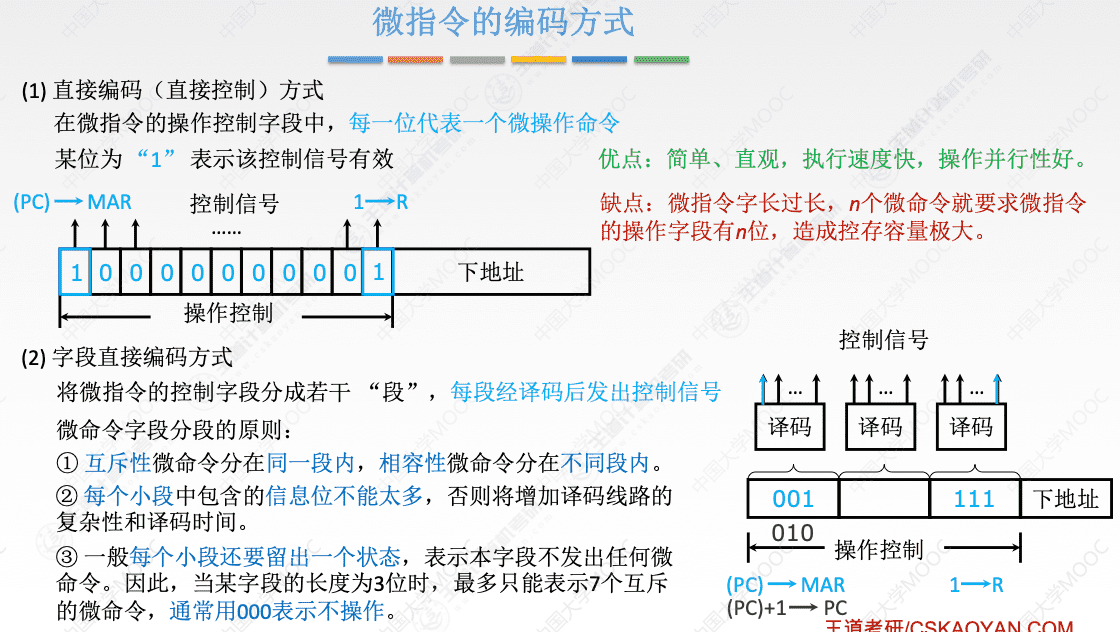 微指令的编码方式
(1) 直接编码（直接控制）方式
在微指令的操作控制字段中，每一位代表一个微操作命令
某位为 “1” 表示该控制信号有效
优点：简单、直观，执行速度快，操作并行性好。
缺点：微指令字长过长，n个微命令就要求微指令
的操作字段有n位，造成控存容量极大。
(PC) → MAR 控制信号 1→R
......
1 0 0 0 0 0 0 0 0 0 1 下地址
操作控制
(2) 字段直接编码方式
将微指令的控制字段分成若干 “段”，每段经译码后发出控制信号
微命令字段分段的原则：
① 互斥性微命令分在同一段内，相容性微命令分在不同段内。
② 每个小段中包含的信息位不能太多，否则将增加译码线路的
复杂性和译码时间。
③ 一般每个小段还要留出一个状态，表示本字段不发出任何微
命令。因此，当某字段的长度为3位时，最多只能表示7个互斥
的微命令，通常用000表示不操作。
控制信号
... ... ...
译码 译码 译码
001 111 下地址
010
操作控制
(PC) → MAR 1→R
(PC)+1→ PC
王道考研/CSKAOYAN.COM